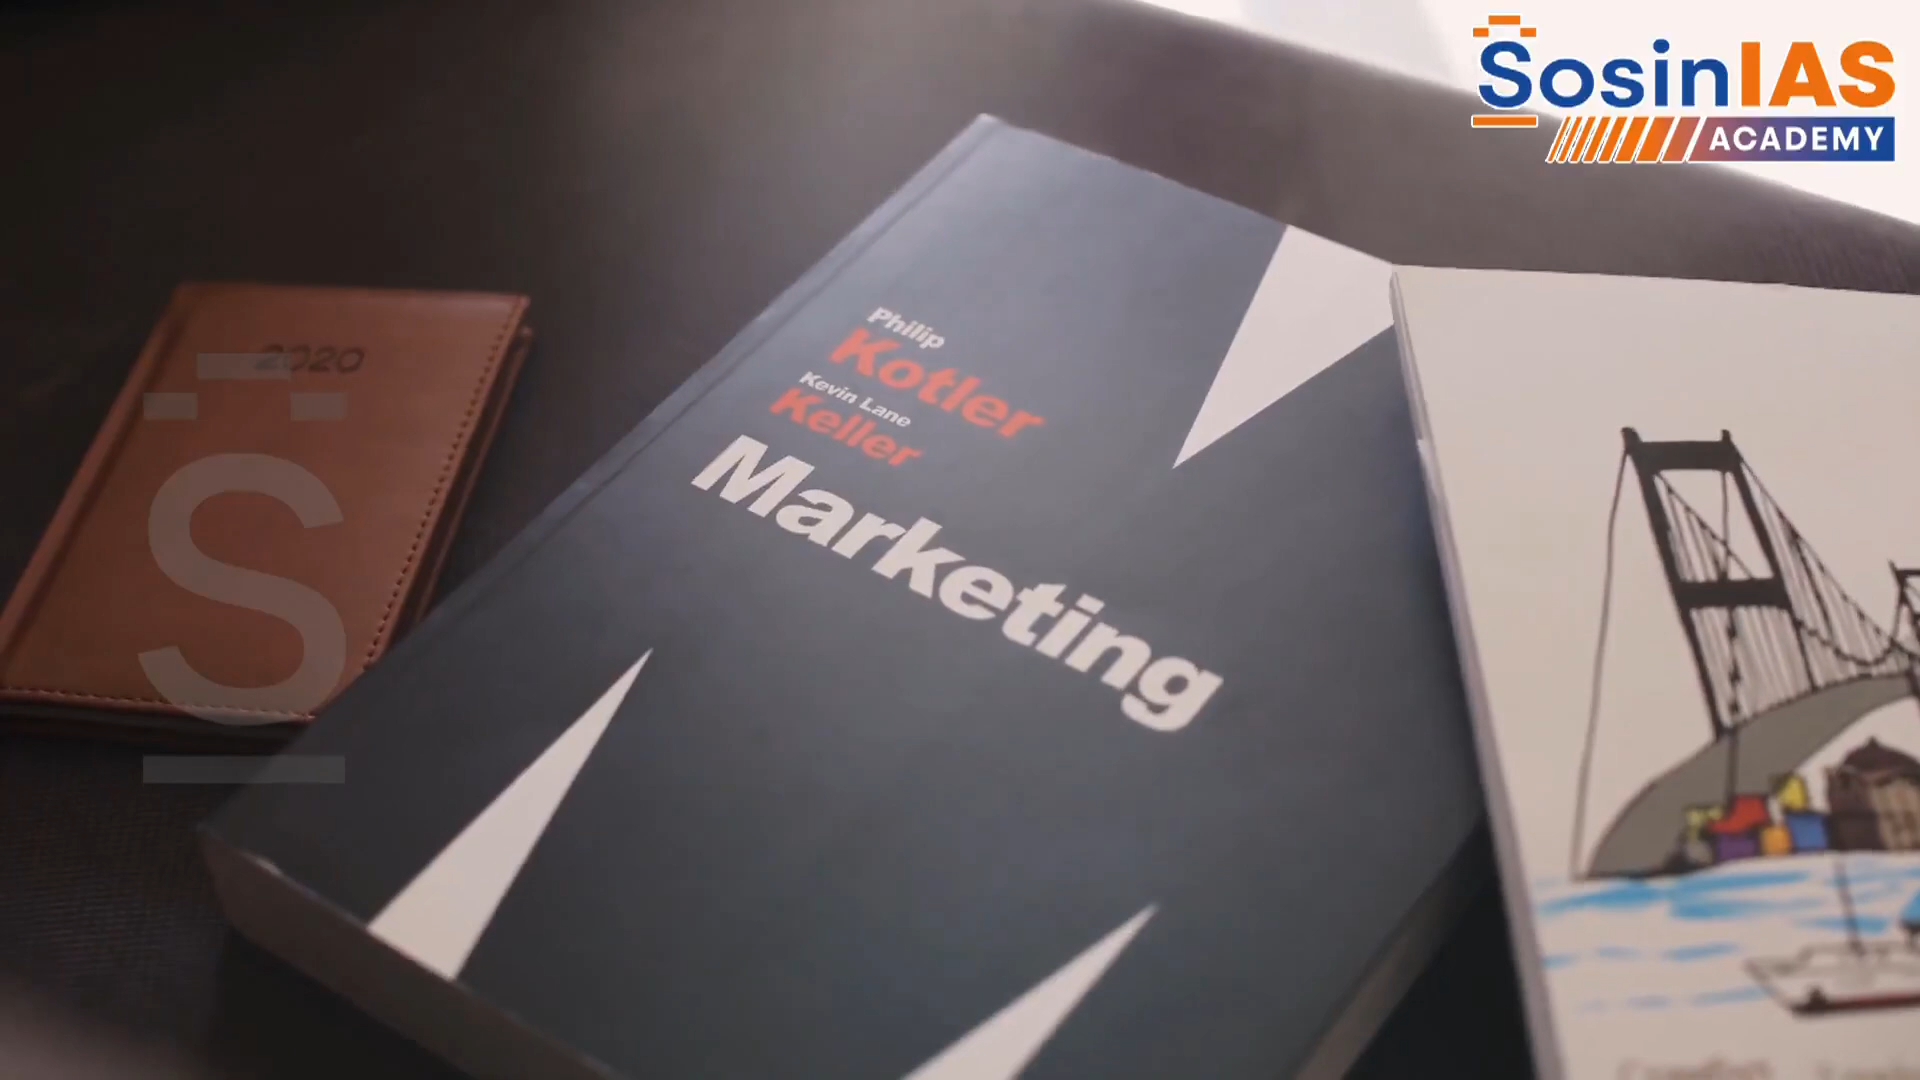 SosinIAS
ACADEMY
2020
Philip
Kotler
Kevin Lane
Keller
Marketing
S